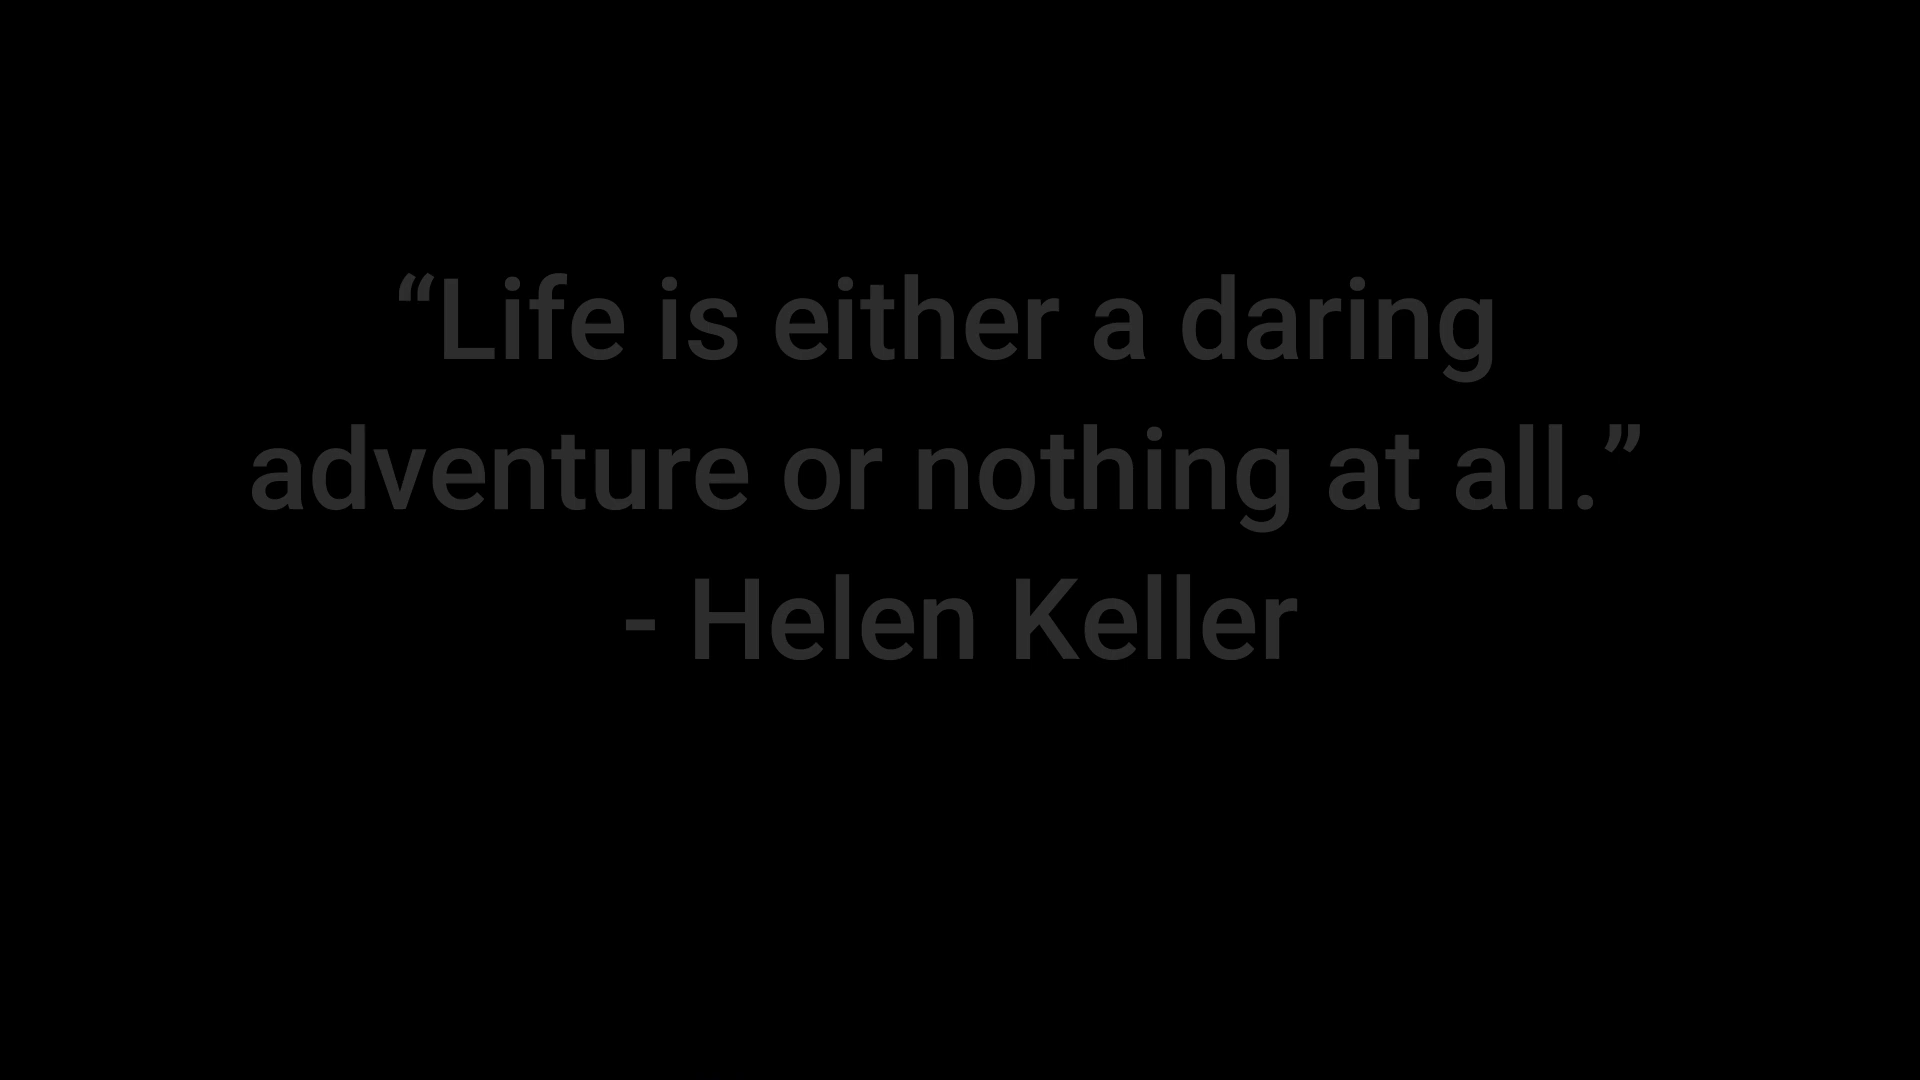 “Life is either a daring
adventure or nothing at all.”
- Helen Keller